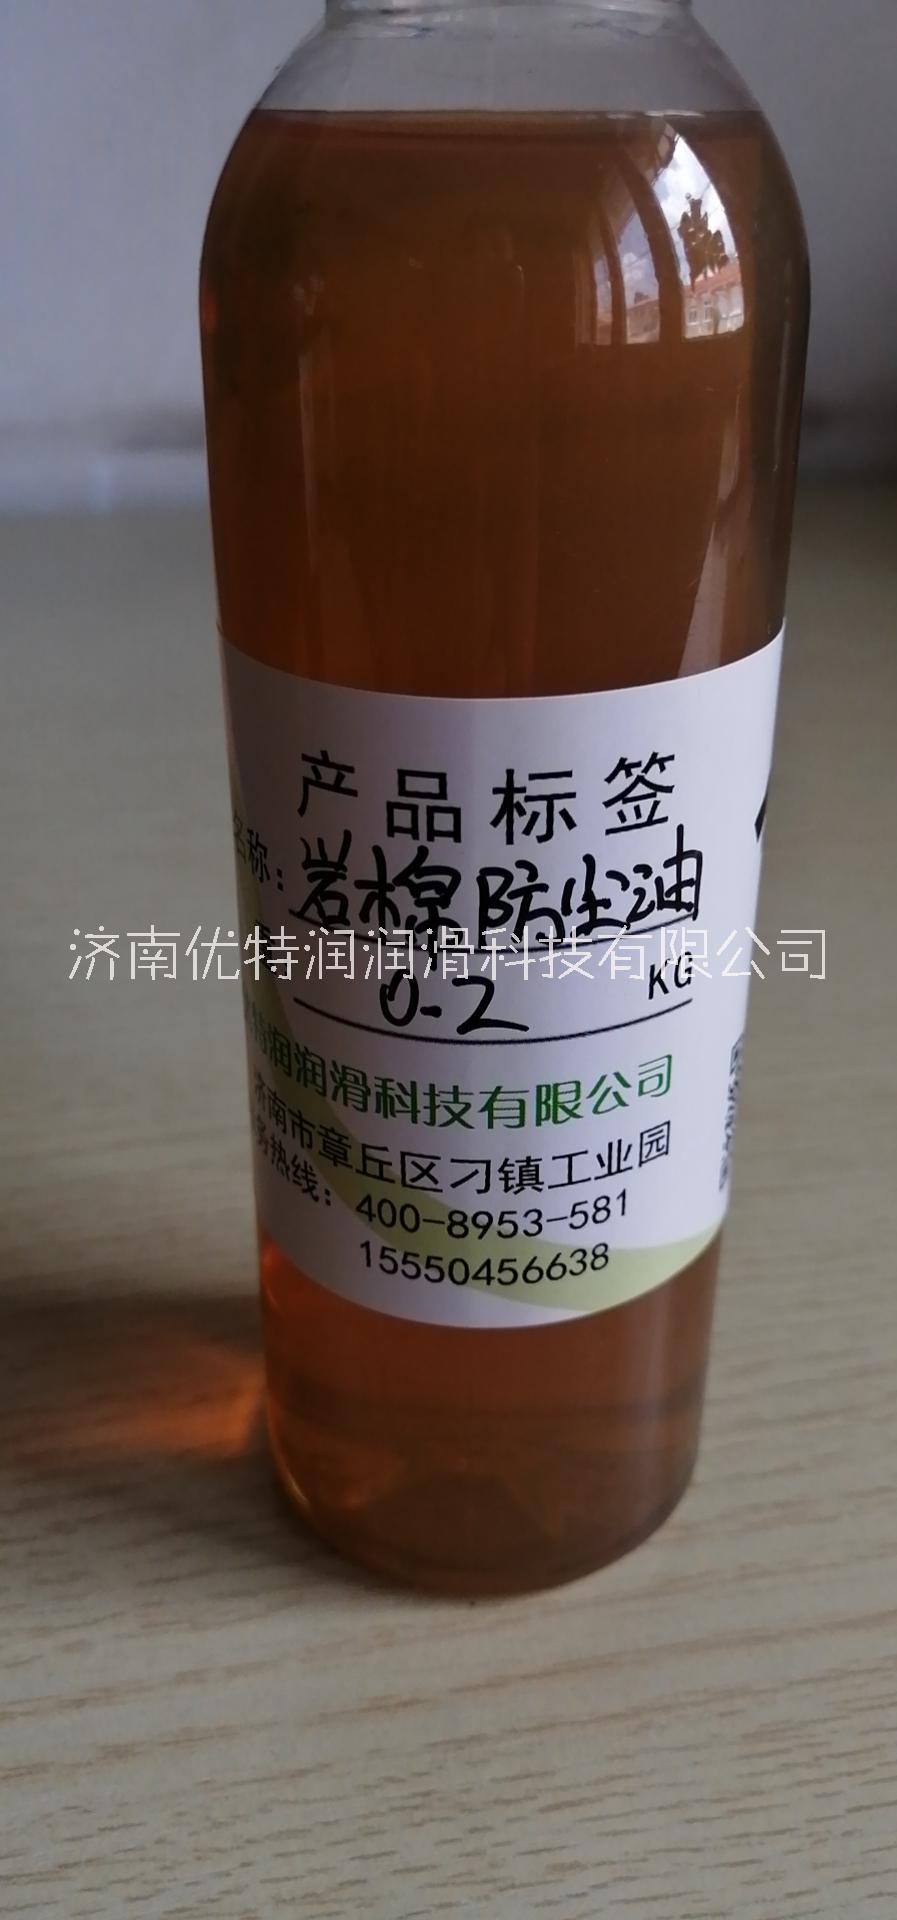 产品标签
名称：岩棉防尘油
济南优特润润滑科技有限公司
0-2 KG
特润润滑科技有限公司
济南市章丘区刁镇工业园
务热线：400-8953-581
15550456638